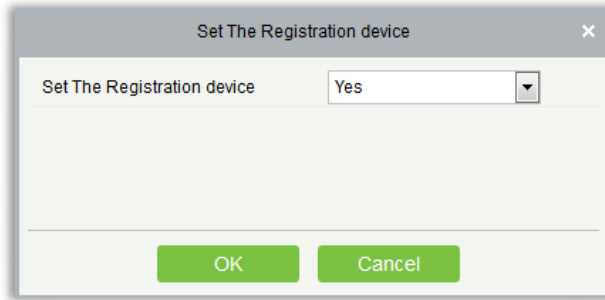 Set The Registration device ×
Set The Registration device Yes
OK Cancel